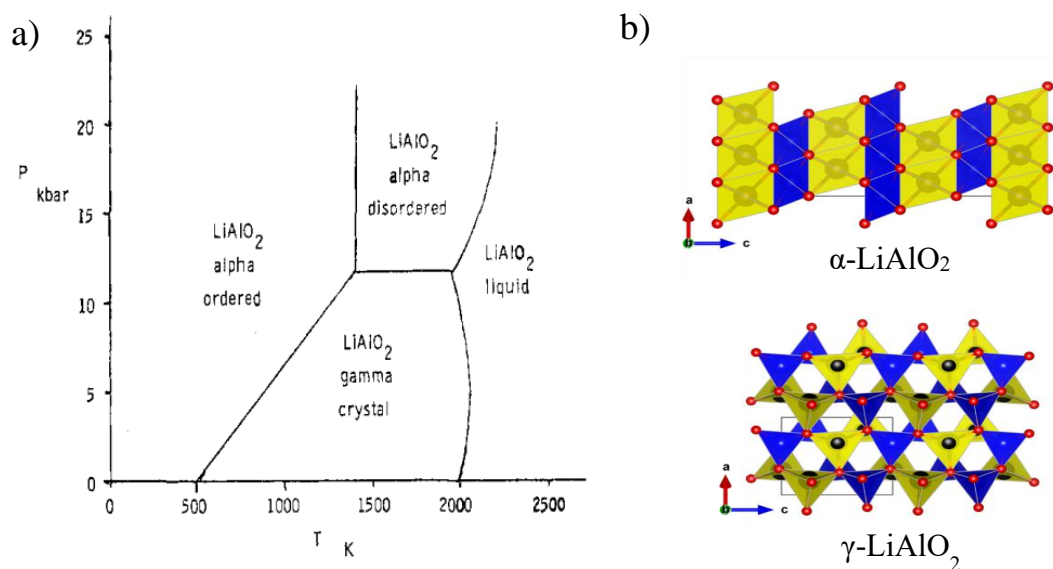 a)
25
20
15
10
5
0
P
kbar
LiAlO₂
alpha
ordered
LiAlO₂
alpha
disordered
LiAlO₂
liquid
LiAlO₂
gamma
crystal
0
500
1000
1500
2000
2500
T
K
b)
a
c
α-LiAlO₂
a
c
γ-LiAlO₂